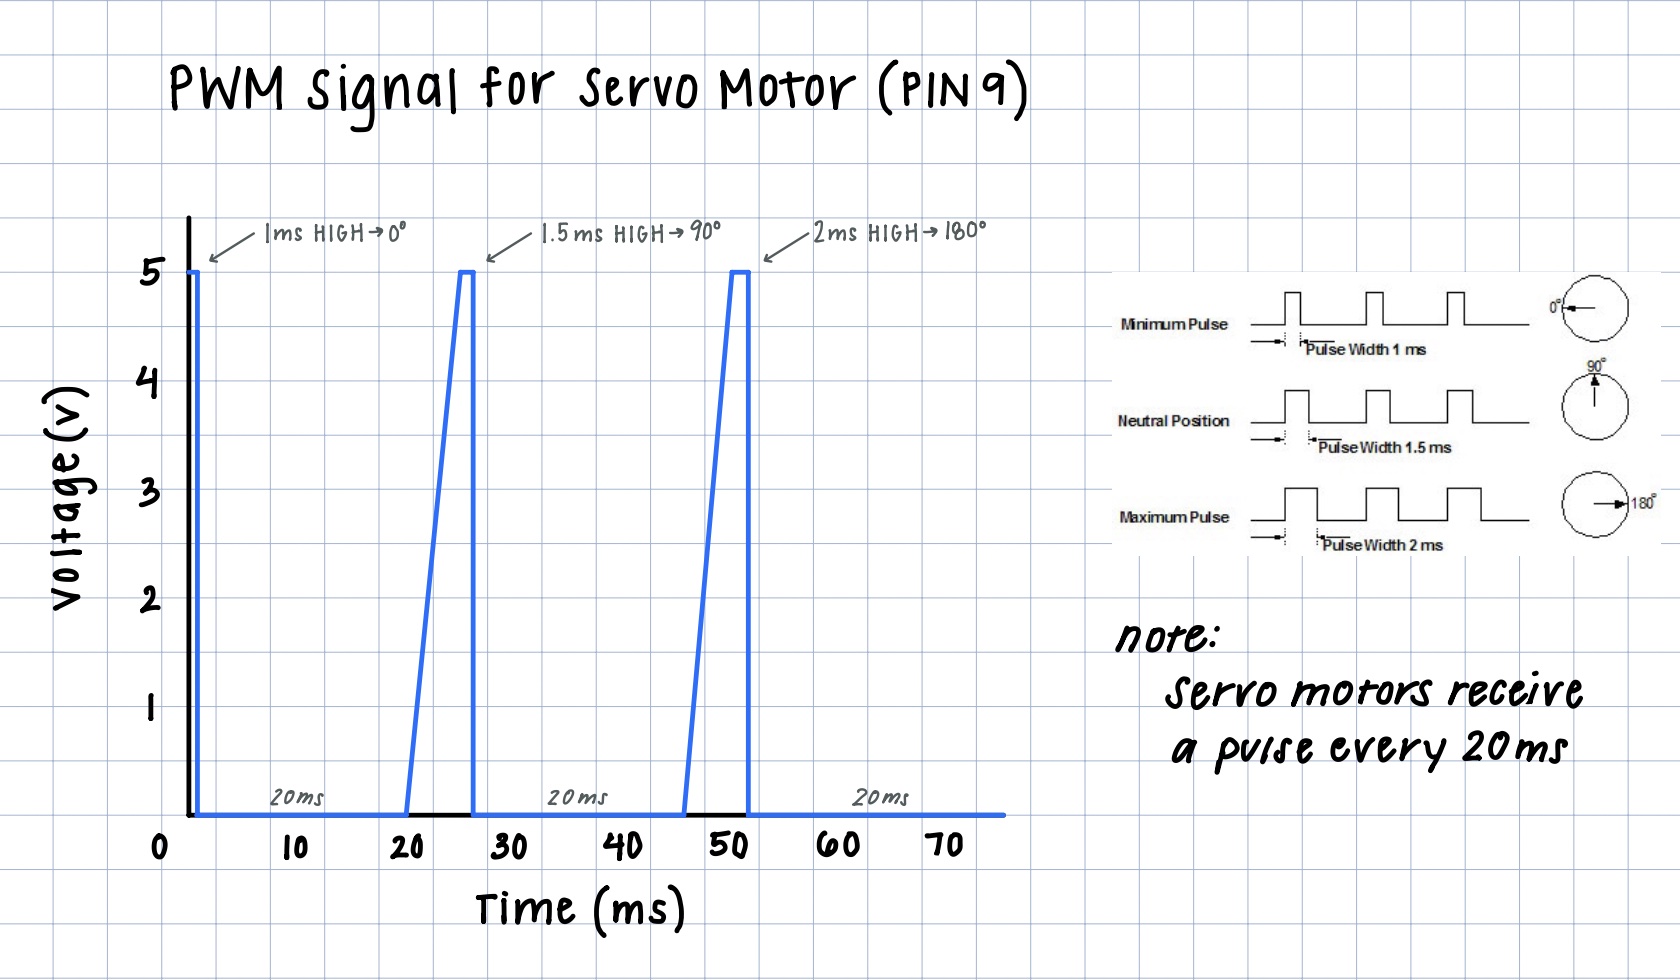 PWM Signal for Servo Motor (PIN 9)
1ms HIGH→0°
1.5ms HIGH→90°
2ms HIGH→180°
5
4
3
2
1
Voltage (V)
20ms
20ms
20ms
0 10 20 30 40 50 60 70
Time (ms)
Minimum Pulse
Pulse Width 1 ms
0°
Neutral Position
Pulse Width 1.5 ms
90°
Maximum Pulse
Pulse Width 2 ms
180°
note:
servo motors receive
a pulse every 20ms